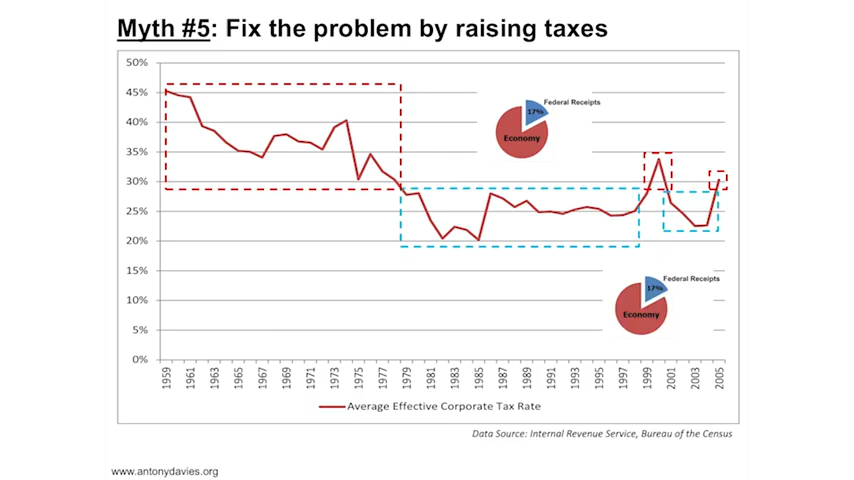 Myth #5: Fix the problem by raising taxes
50%
45%
40%
35%
30%
25%
20%
15%
10%
5%
0%
Federal Receipts
17%
Economy
Federal Receipts
17%
Economy
1959 1961 1963 1965 1967 1969 1971 1973 1975 1977 1979 1981 1983 1985 1987 1989 1991 1993 1995 1997 1999 2001 2003 2005
Average Effective Corporate Tax Rate
Data Source: Internal Revenue Service, Bureau of the Census
www.antonydavies.org